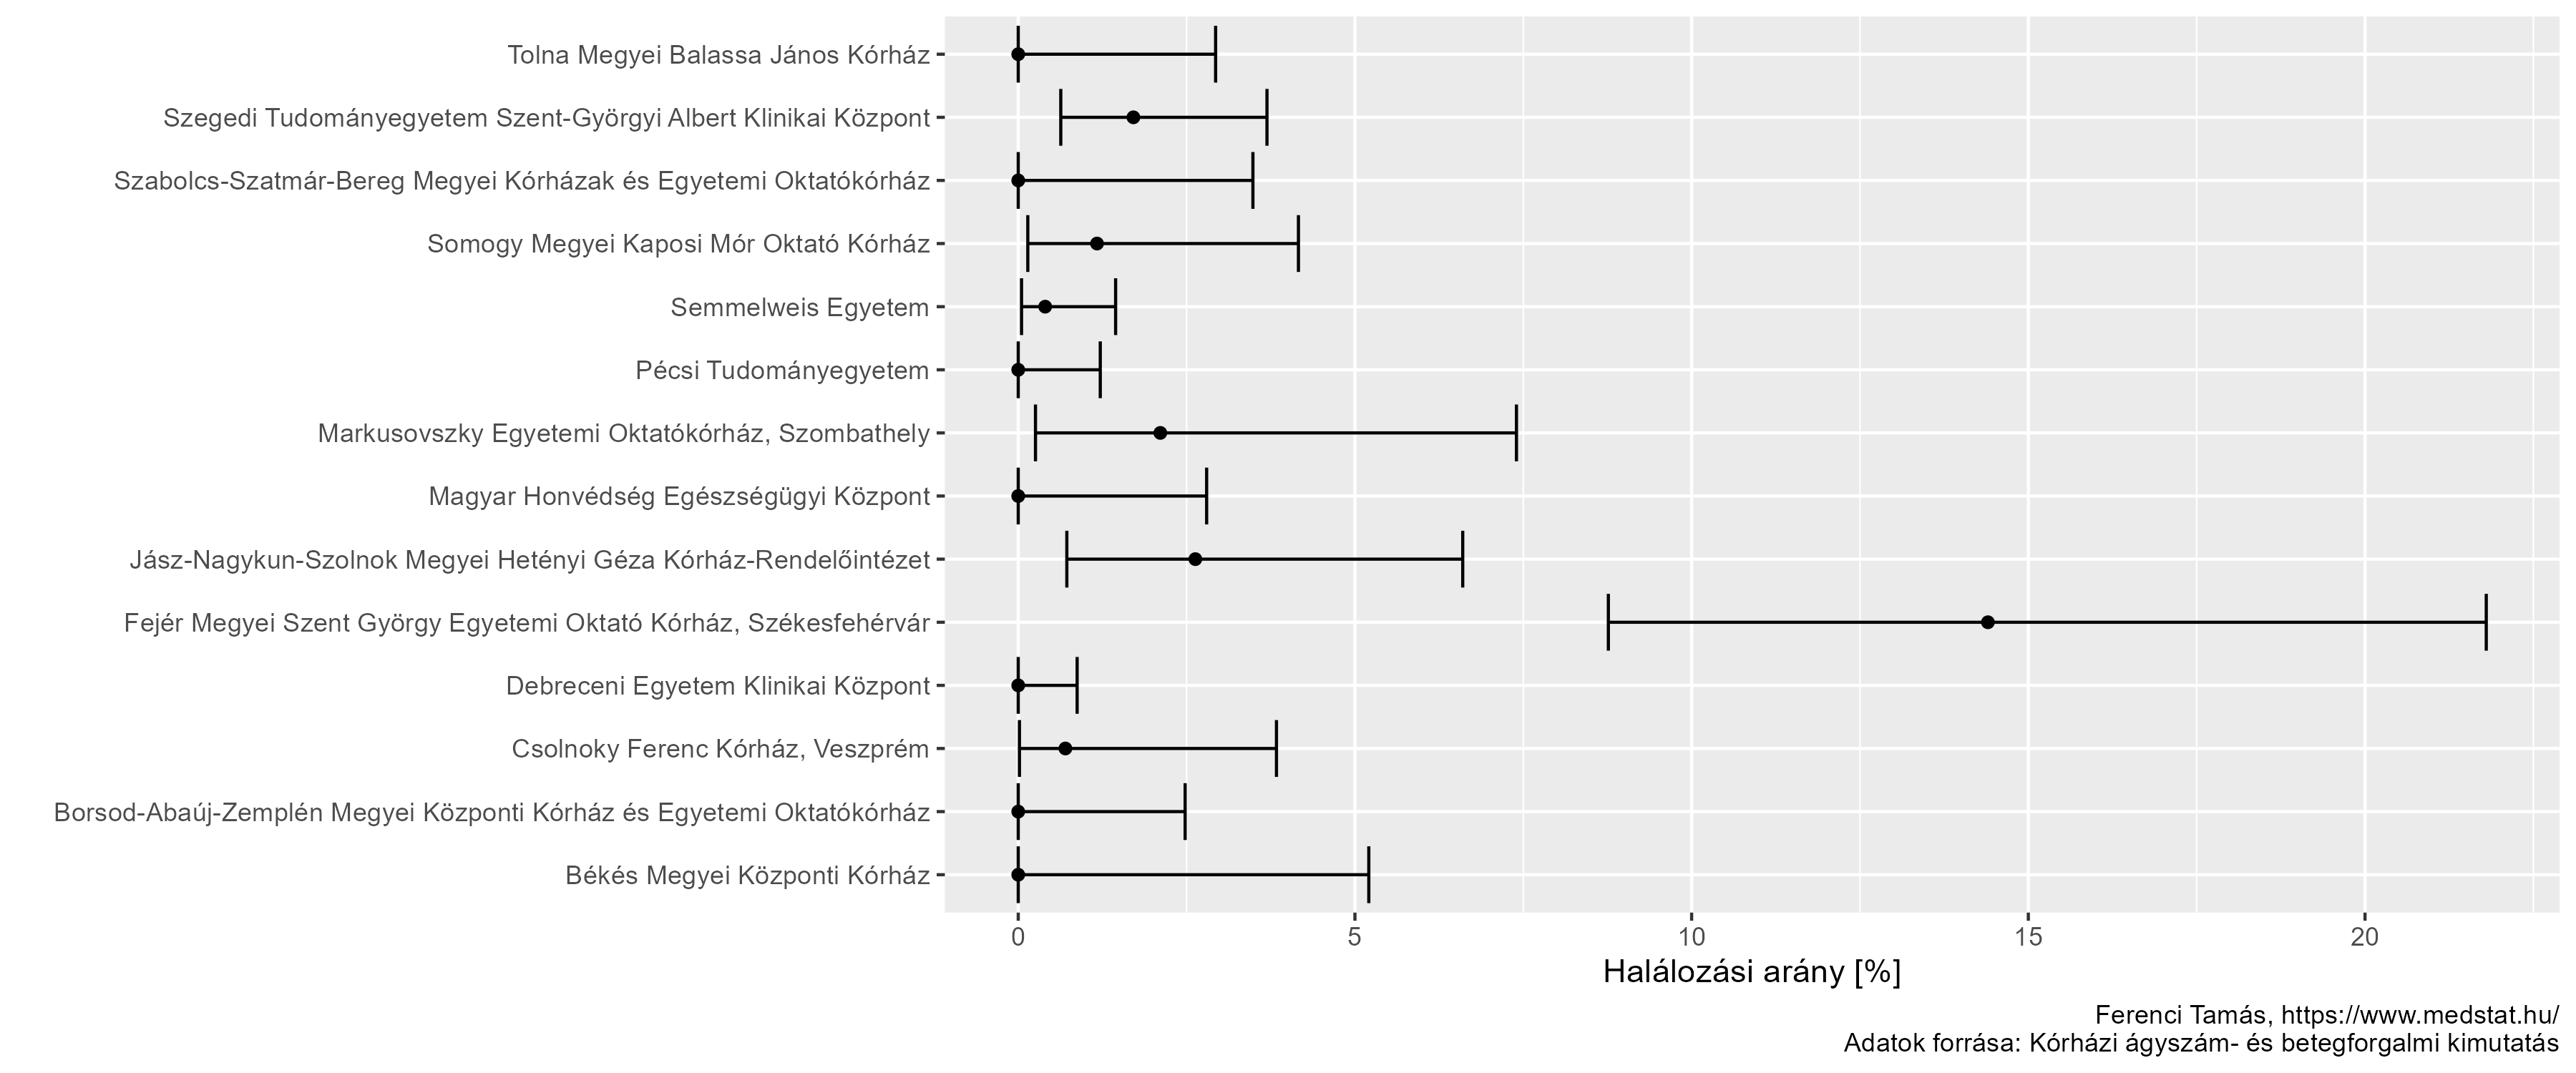 Tolna Megyei Balassa János Kórház
Szegedi Tudományegyetem Szent-Györgyi Albert Klinikai Központ
Szabolcs-Szatmár-Bereg Megyei Kórházak és Egyetemi Oktatókórház
Somogy Megyei Kaposi Mór Oktató Kórház
Semmelweis Egyetem
Pécsi Tudományegyetem
Markusovszky Egyetemi Oktatókórház, Szombathely
Magyar Honvédség Egészségügyi Központ
Jász-Nagykun-Szolnok Megyei Hetényi Géza Kórház-Rendelőintézet
Fejér Megyei Szent György Egyetemi Oktató Kórház, Székesfehérvár
Debreceni Egyetem Klinikai Központ
Csolnoky Ferenc Kórház, Veszprém
Borsod-Abaúj-Zemplén Megyei Központi Kórház és Egyetemi Oktatókórház
Békés Megyei Központi Kórház
0 5 10 15 20
Halálozási arány [%]
Ferenci Tamás, https://www.medstat.hu/
Adatok forrása: Kórházi ágyszám- és betegforgalmi kimutatás